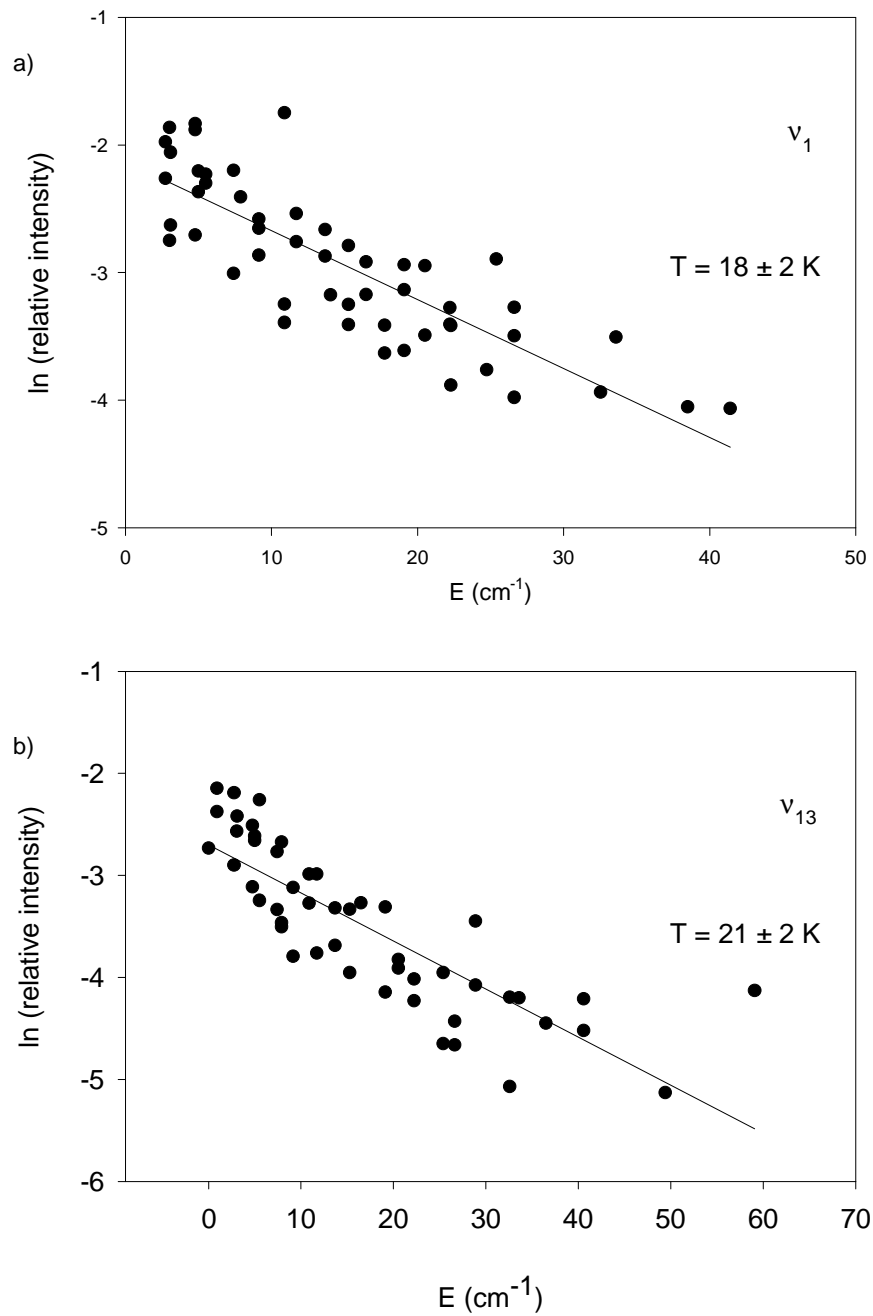 a)
-1
-2
-3
-4
-5
ln (relative intensity)
ν₁
T = 18 ± 2 K
0 10 20 30 40 50
E (cm⁻¹)
b)
-1
-2
-3
-4
-5
-6
ln (relative intensity)
ν₁₃
T = 21 ± 2 K
0 10 20 30 40 50 60 70
E (cm⁻¹)